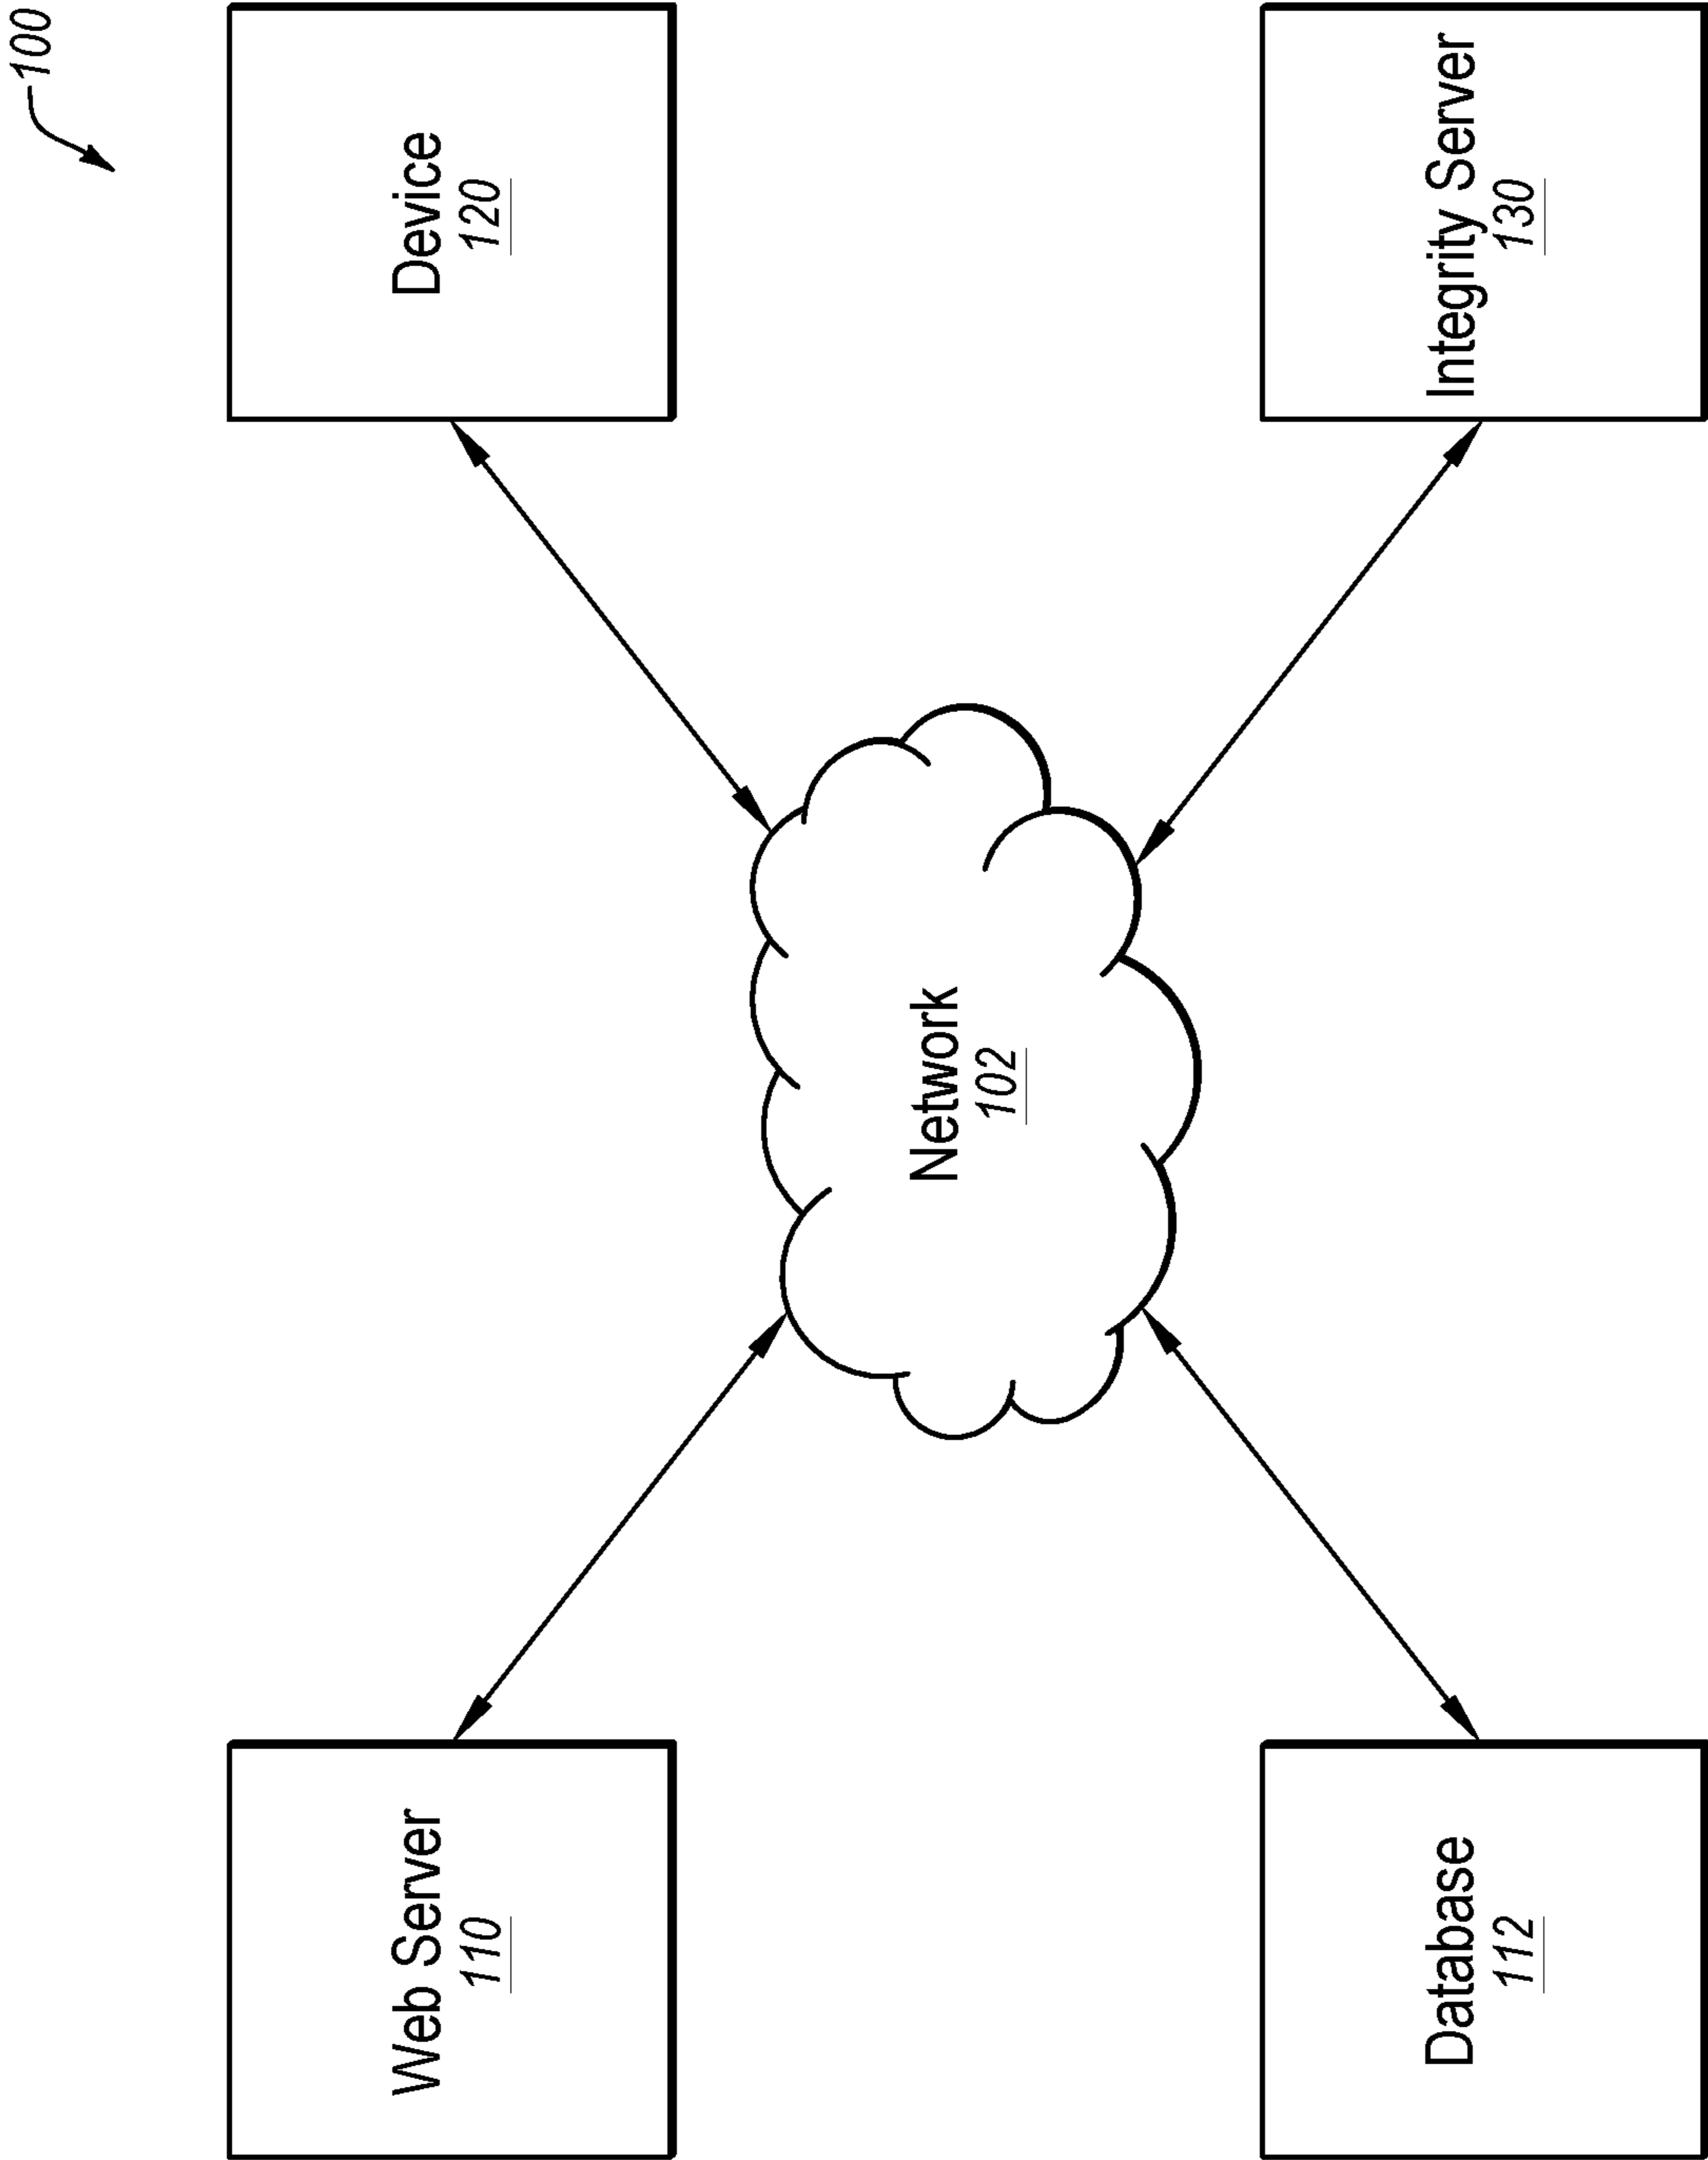 100
Web Server
110
Device
120
Network
102
Database
112
Integrity Server
130